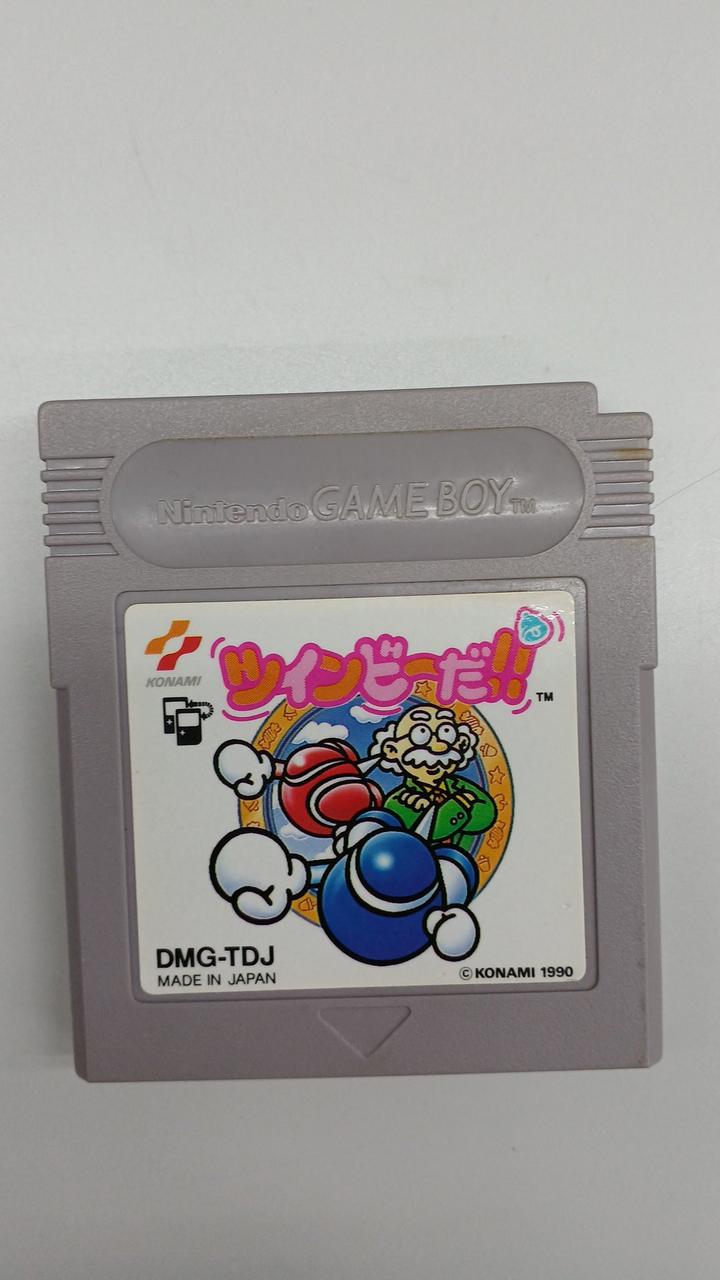 Nintendo GAME BOY TM
KONAMI
ツインビーだ!! TM
DMG-TDJ
MADE IN JAPAN
© KONAMI 1990